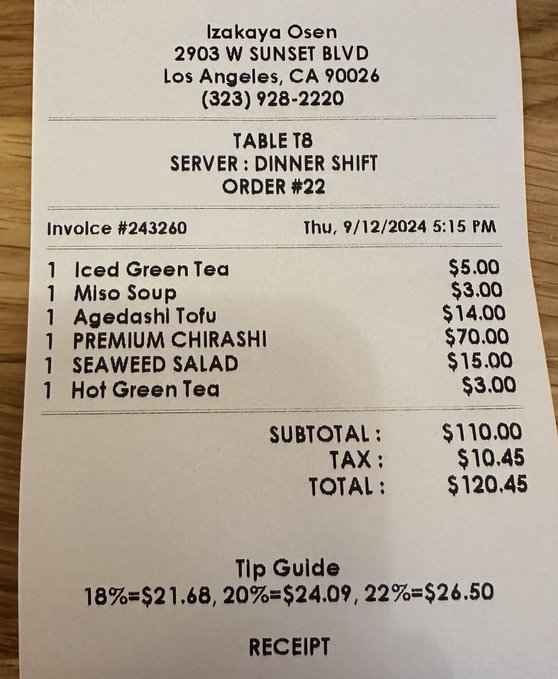 Izakaya Osen
2903 W SUNSET BLVD
Los Angeles, CA 90026
(323) 928-2220
TABLE T8
SERVER : DINNER SHIFT
ORDER #22
Invoice #243260 Thu, 9/12/2024 5:15 PM
1 Iced Green Tea $5.00
1 Miso Soup $3.00
1 Agedashi Tofu $14.00
1 PREMIUM CHIRASHI $70.00
1 SEAWEED SALAD $15.00
1 Hot Green Tea $3.00
SUBTOTAL : $110.00
TAX : $10.45
TOTAL : $120.45
Tip Guide
18%=$21.68, 20%=$24.09, 22%=$26.50
RECEIPT